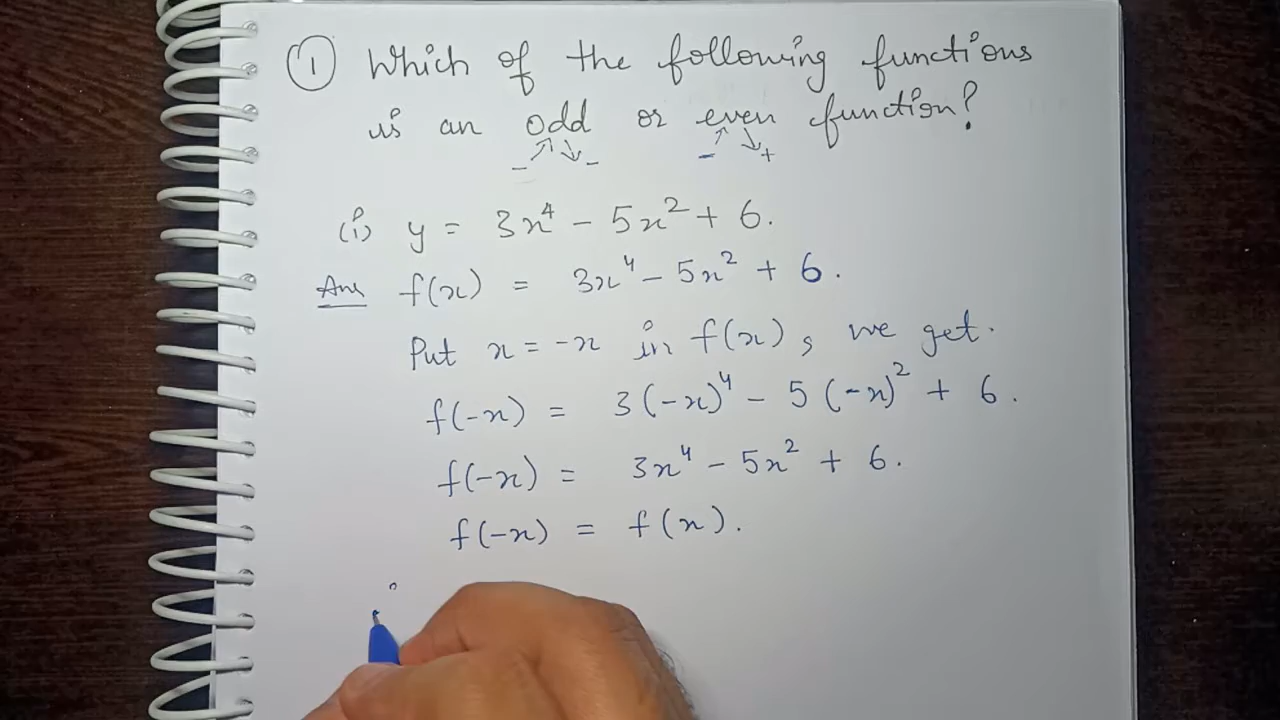 ① Which of the following functions
is an odd or even function?
- ↗ ↘ - - ↗ ↘ +
(i) y = 3x⁴ - 5x² + 6.
Ans f(x) = 3x⁴ - 5x² + 6.
Put x = -x in f(x), we get.
f(-x) = 3(-x)⁴ - 5(-x)² + 6.
f(-x) = 3x⁴ - 5x² + 6.
f(-x) = f(x).